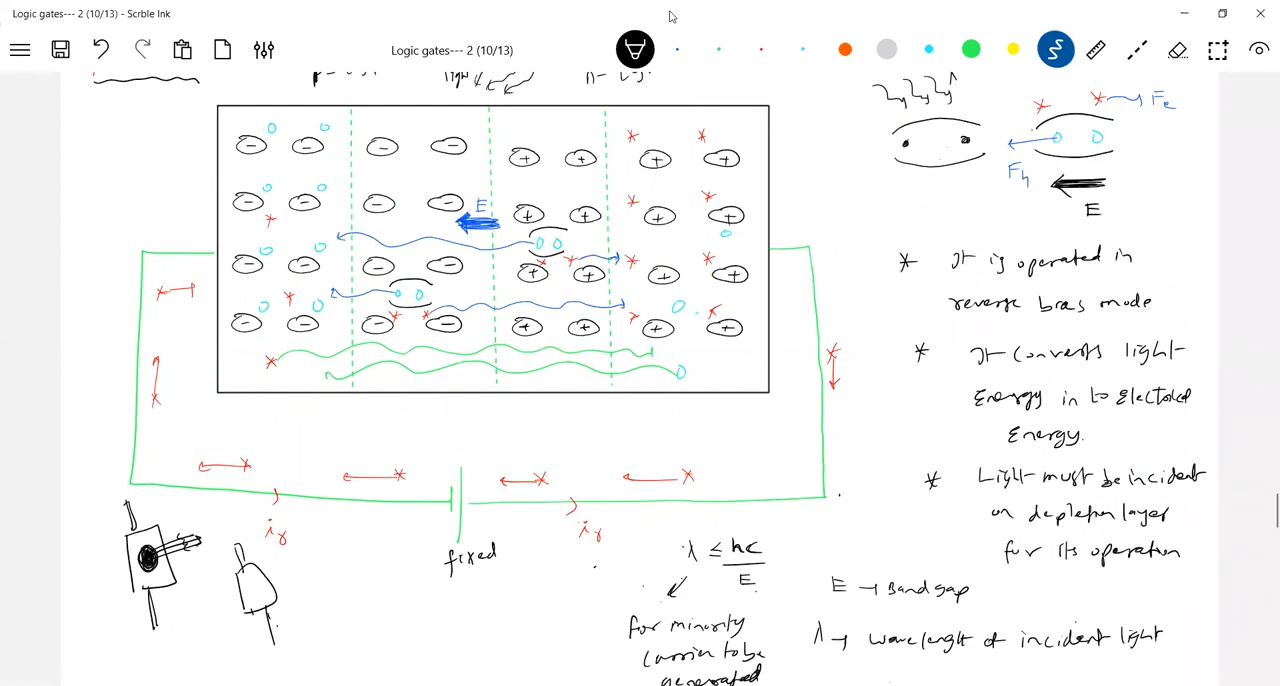 Logic gates--- 2 (10/13) - Scrble Ink
Logic gates--- 2 (10/13)
Fe
Fh
E
E
* It is operated in
reverse bias mode
* It converts light
Energy in to Electrical
Energy.
* Light must be incident
on depletion layer
for its operation
ir
ir
fixed
λ ≤ hc
E
for minority
carrier to be
generated
E → Band gap
λ → wavelength of incident light